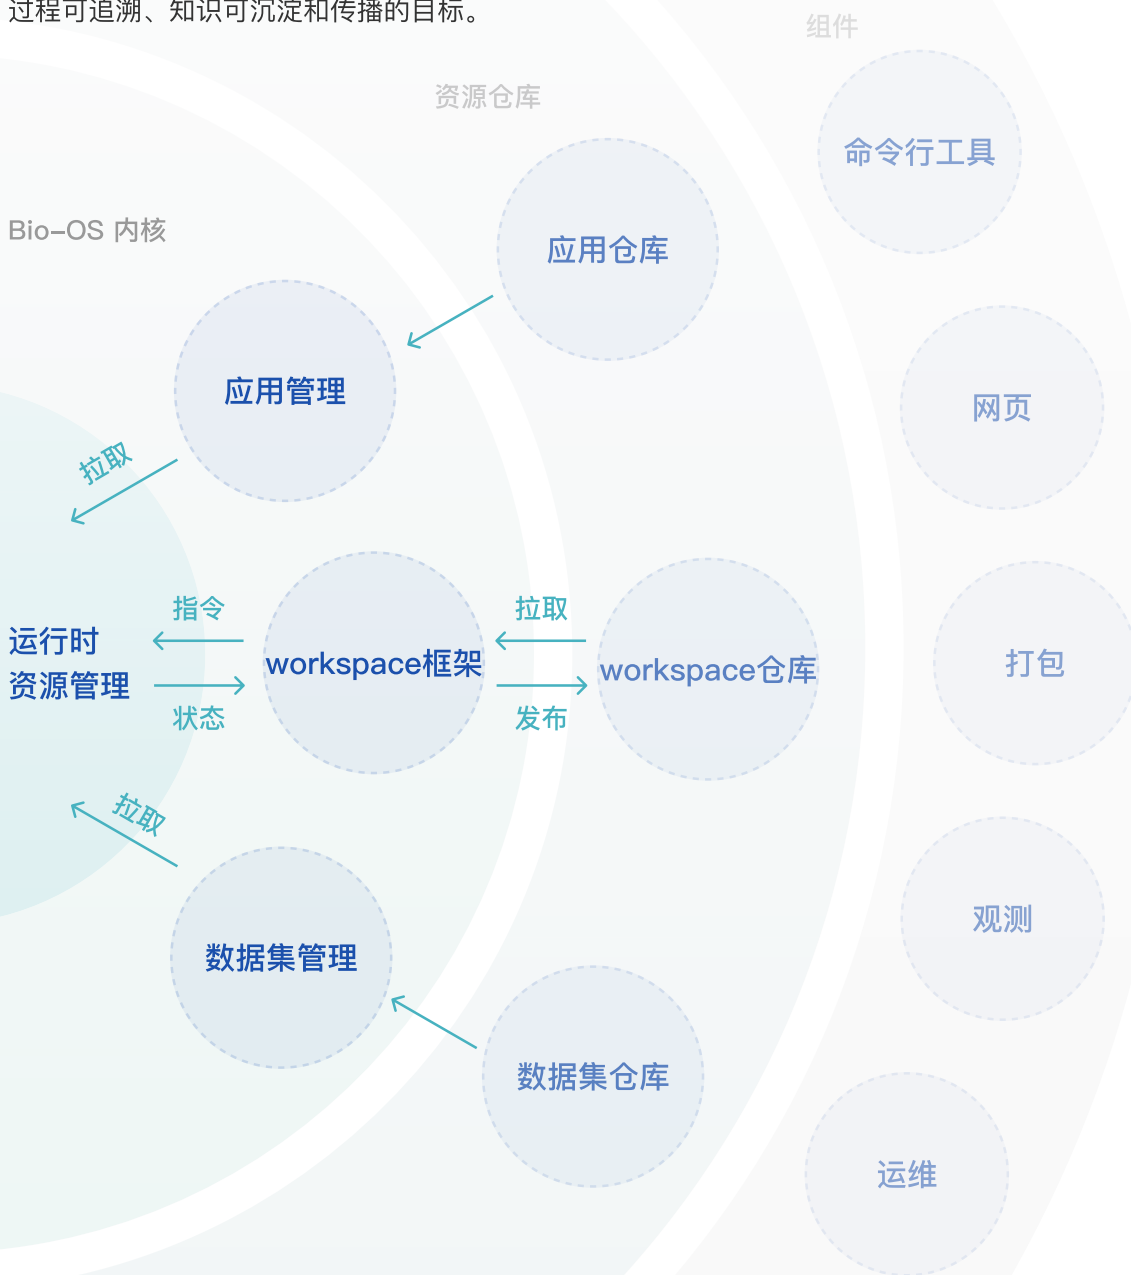 过程可追溯、知识可沉淀和传播的目标。
组件
资源仓库
命令行工具
Bio-OS 内核
应用仓库
应用管理
网页
拉取
指令
拉取
运行时
资源管理
workspace框架
workspace仓库
打包
状态
发布
拉取
观测
数据集管理
数据集仓库
运维